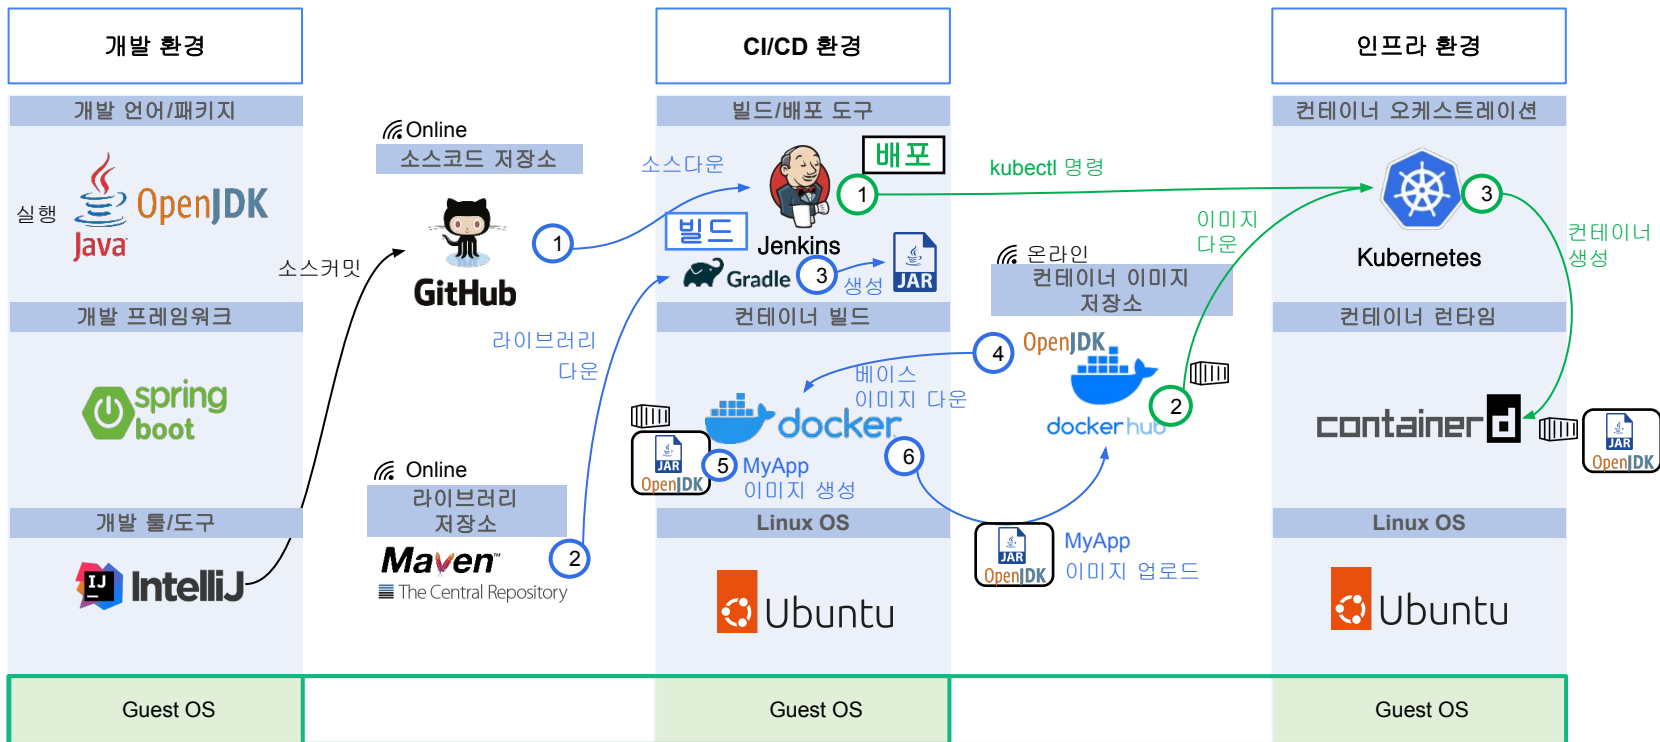 개발 환경
개발 언어/패키지
실행
Java
OpenJDK
소스커밋
개발 프레임워크
spring
boot
개발 툴/도구
IJ
IntelliJ
Guest OS
Online
소스코드 저장소
GitHub
1
Online
라이브러리
저장소
Maven™
The Central Repository
2
라이브러리
다운
CI/CD 환경
빌드/배포 도구
소스다운
배포
1
빌드
Jenkins
Gradle
3
생성
JAR
컨테이너 빌드
베이스
이미지 다운
docker
JAR
OpenJDK
5
MyApp
이미지 생성
6
Linux OS
Ubuntu
Guest OS
kubectl 명령
이미지
다운
온라인
컨테이너 이미지
저장소
4
OpenJDK
docker hub
2
JAR
OpenJDK
MyApp
이미지 업로드
인프라 환경
컨테이너 오케스트레이션
3
Kubernetes
컨테이너
생성
컨테이너 런타임
containerd
JAR
OpenJDK
Linux OS
Ubuntu
Guest OS